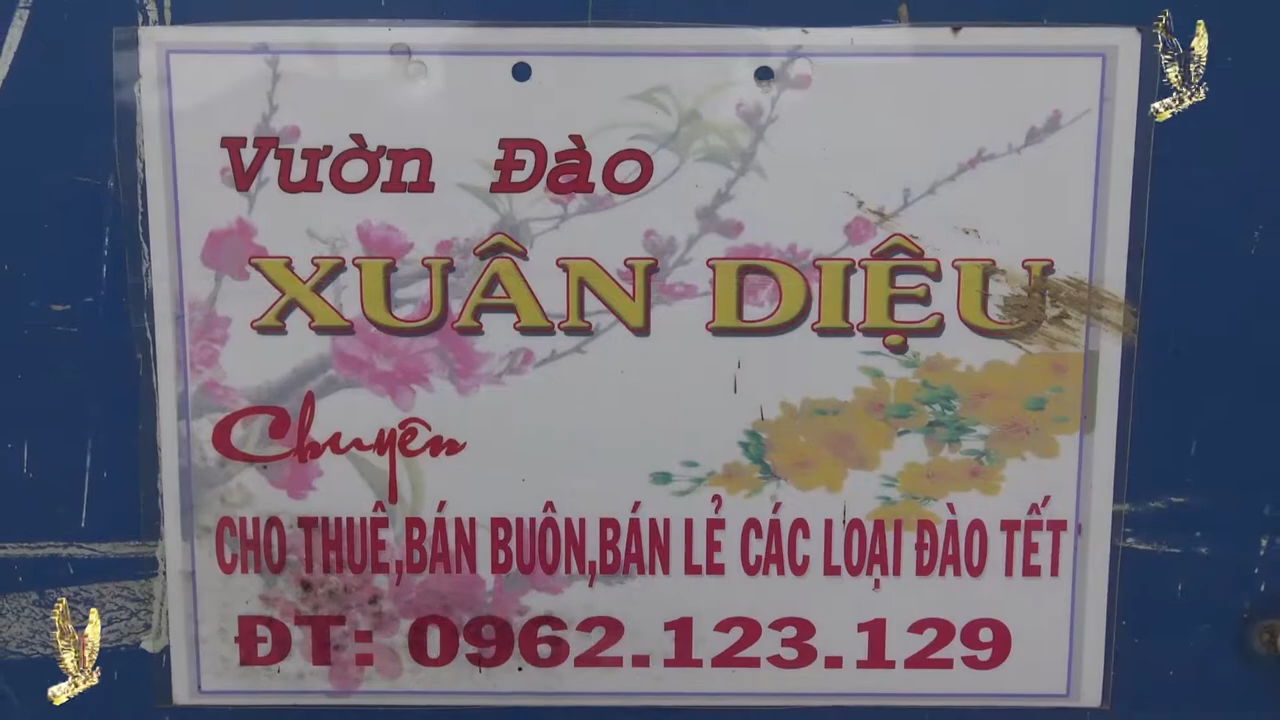 Vườn Đào
XUÂN DIỆU
Chuyên
CHO THUÊ,BÁN BUÔN,BÁN LẺ CÁC LOẠI ĐÀO TẾT
ĐT: 0962.123.129